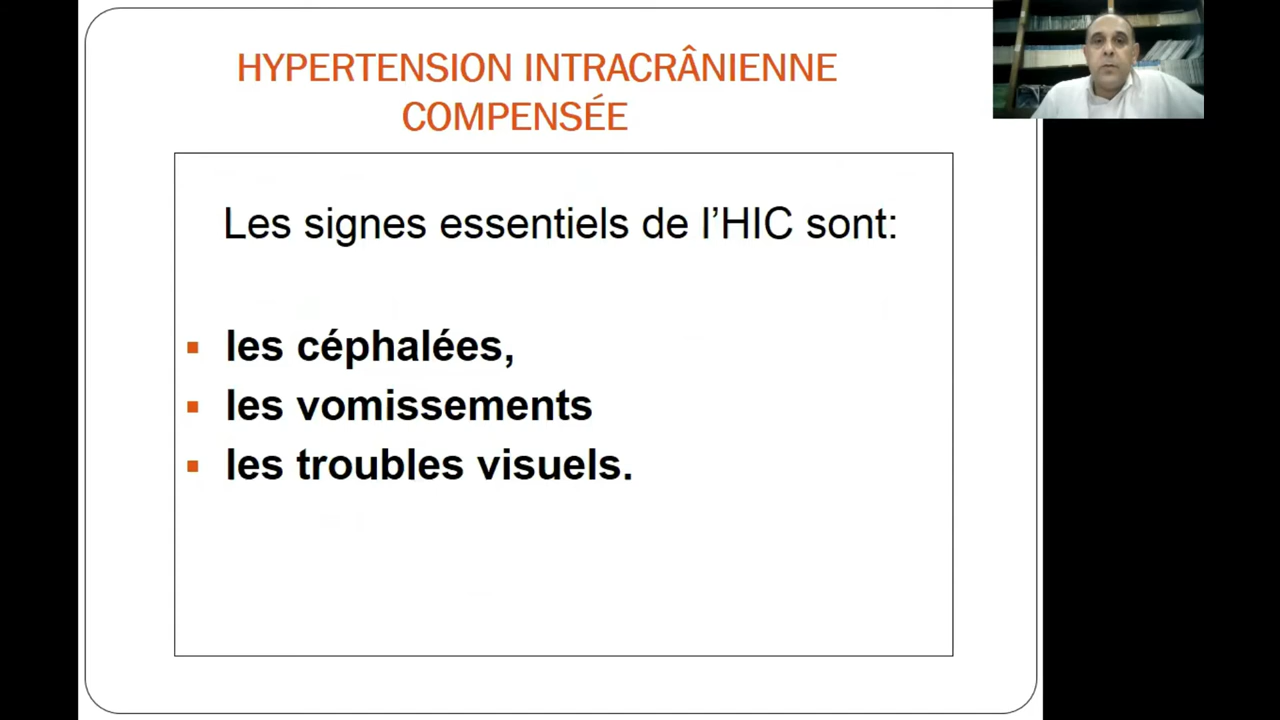 HYPERTENSION INTRACRÂNIENNE
COMPENSÉE
Les signes essentiels de l’HIC sont:
▪ les céphalées,
▪ les vomissements
▪ les troubles visuels.